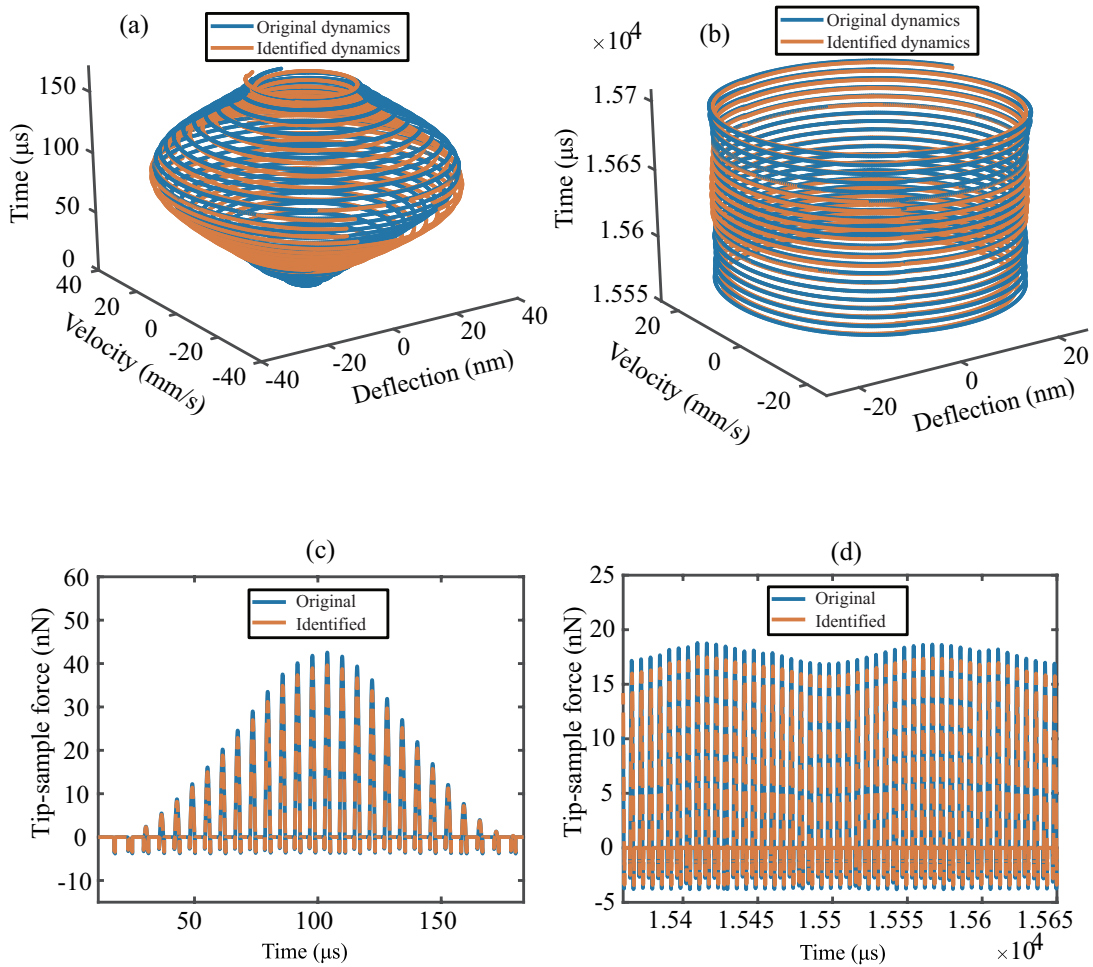 (a)
Original dynamics
Identified dynamics
150
100
50
0
Time (μs)
40
20
0
-20
-40
Velocity (mm/s)
-40
-20
0
20
40
Deflection (nm)
(b)
Original dynamics
Identified dynamics
×10⁴
1.57
1.565
1.56
1.555
Time (μs)
20
0
-20
Velocity (mm/s)
-20
0
20
Deflection (nm)
(c)
Original
Identified
60
50
40
30
20
10
0
-10
Tip-sample force (nN)
50
100
150
Time (μs)
(d)
Original
Identified
25
20
15
10
5
0
-5
Tip-sample force (nN)
1.54
1.545
1.55
1.555
1.56
1.565
Time (μs)
×10⁴